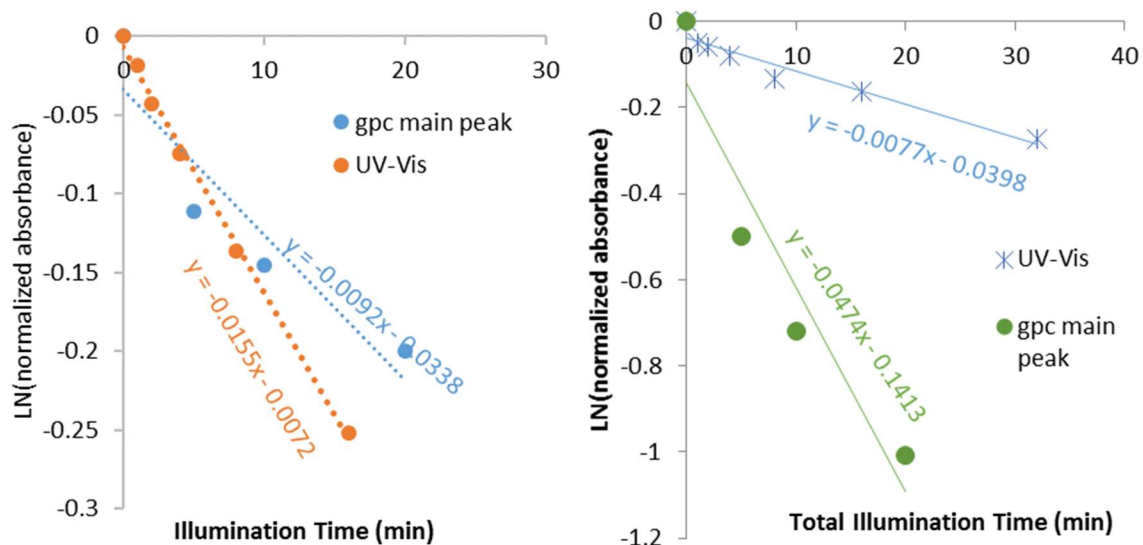 0
-0.05
-0.1
-0.15
-0.2
-0.25
-0.3
0
10
20
30
LN(normalized absorbance)
Illumination Time (min)
gpc main peak
UV-Vis
y = -0.0092x - 0.0338
y = -0.0155x - 0.0072
0
-0.2
-0.4
-0.6
-0.8
-1
-1.2
0
10
20
30
40
LN(normalized absorbance)
Total Illumination Time (min)
y = -0.0077x - 0.0398
UV-Vis
gpc main
peak
y = -0.0474x - 0.1413